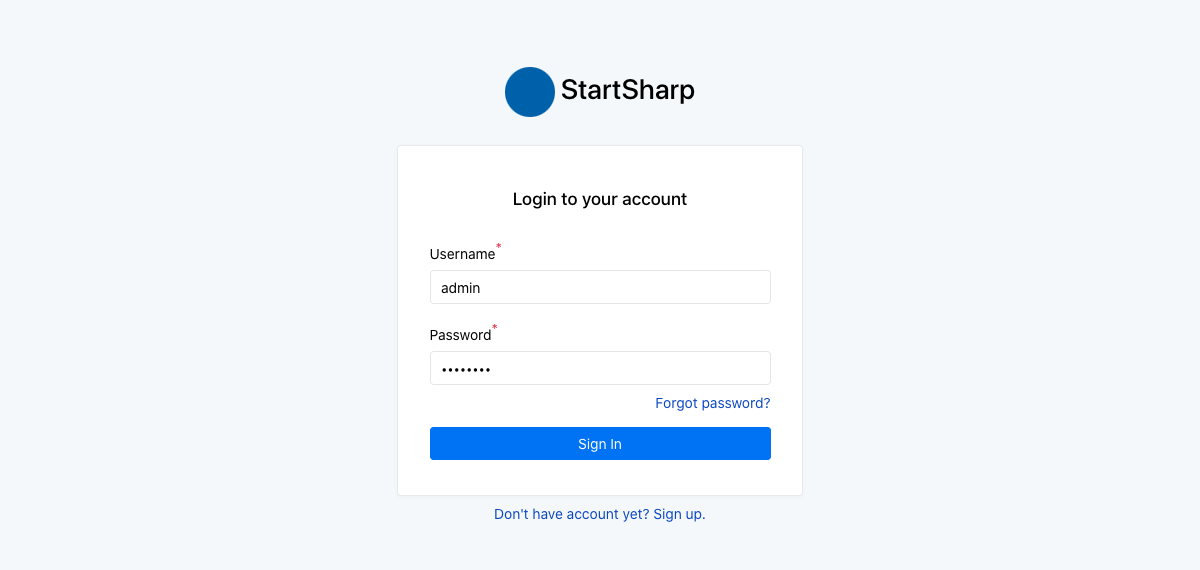 StartSharp
Login to your account
Username*
admin
Password*
••••••••
Forgot password?
Sign In
Don't have account yet? Sign up.